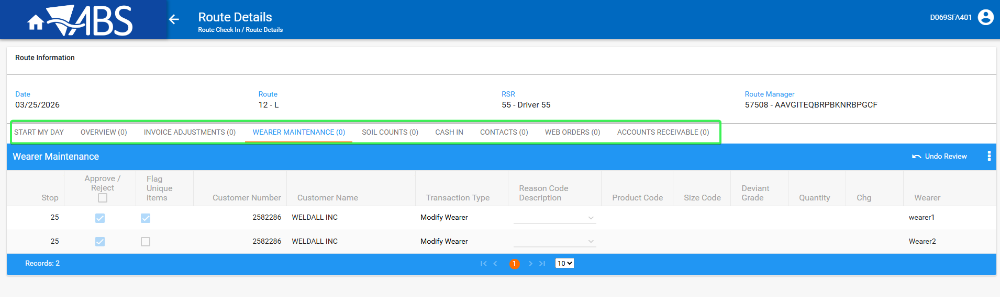 ABS
Route Details
Route Check In / Route Details
D069SFA401
Route Information
Date
03/25/2026
Route
12 - L
RSR
55 - Driver 55
Route Manager
57508 - AAVGITEQBRPBKNRBPGCF
START MY DAY OVERVIEW (0) INVOICE ADJUSTMENTS (0) WEARER MAINTENANCE (0) SOIL COUNTS (0) CASH IN CONTACTS (0) WEB ORDERS (0) ACCOUNTS RECEIVABLE (0)
Wearer Maintenance Undo Review
Stop
Approve /
Reject
Flag
Unique
items
Customer Number
Customer Name
Transaction Type
Reason Code
Description
Product Code
Size Code
Deviant
Grade
Quantity
Chg
Wearer
25 2582286 WELDALL INC Modify Wearer wearer1
25 2582286 WELDALL INC Modify Wearer Wearer2
Records: 2 1 10